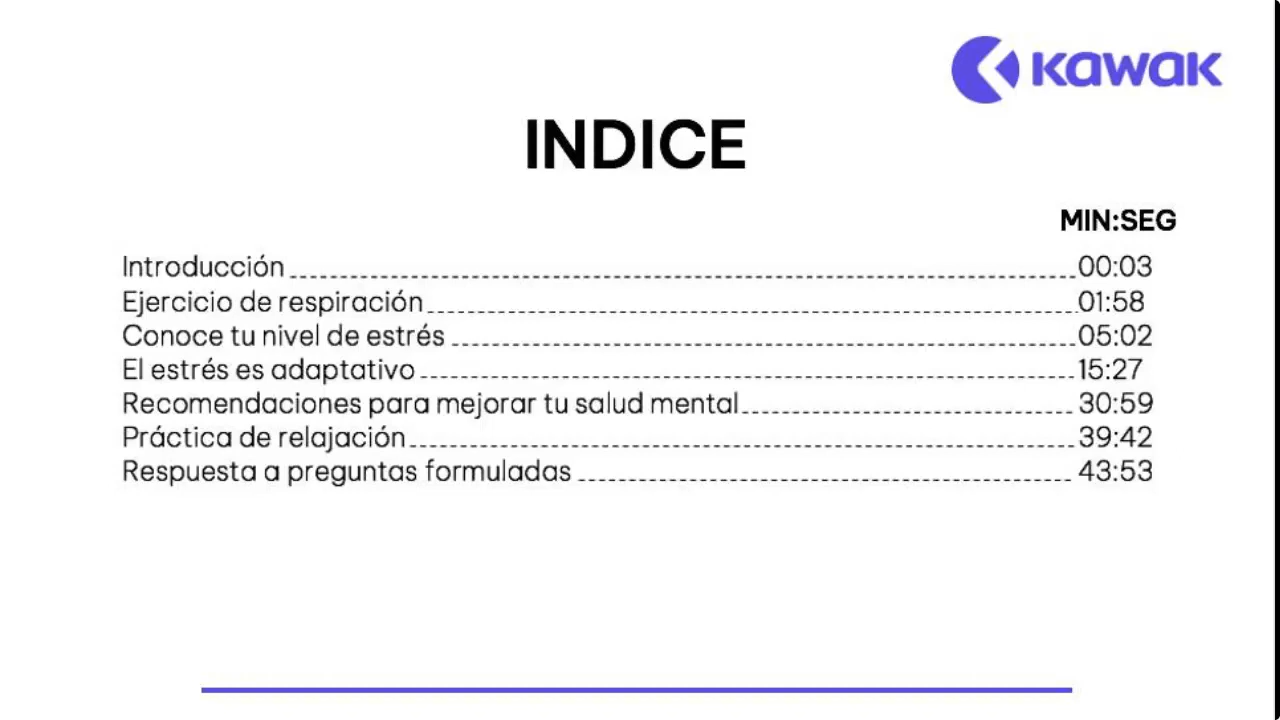 Kawak
INDICE
MIN:SEG
Introducción 00:03
Ejercicio de respiración 01:58
Conoce tu nivel de estrés 05:02
El estrés es adaptativo 15:27
Recomendaciones para mejorar tu salud mental 30:59
Práctica de relajación 39:42
Respuesta a preguntas formuladas 43:53